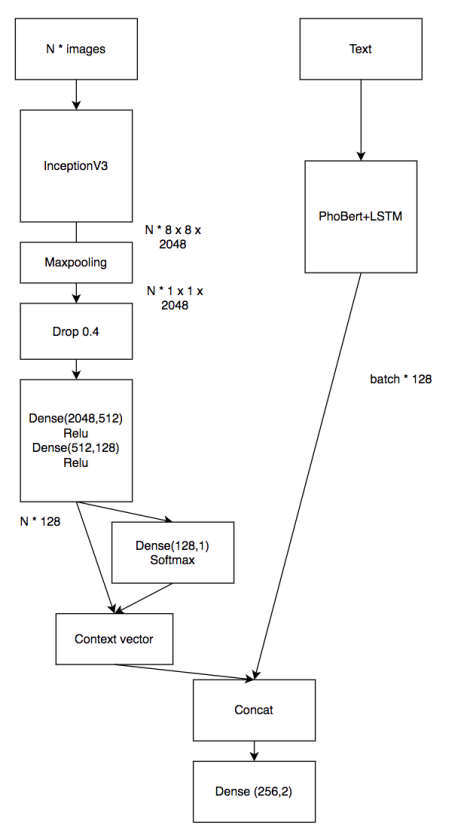 N * images
Text
InceptionV3
PhoBert+LSTM
N * 8 x 8 x
2048
Maxpooling
N * 1 x 1 x
2048
Drop 0.4
batch * 128
Dense(2048,512)
Relu
Dense(512,128)
Relu
N * 128
Dense(128,1)
Softmax
Context vector
Concat
Dense (256,2)